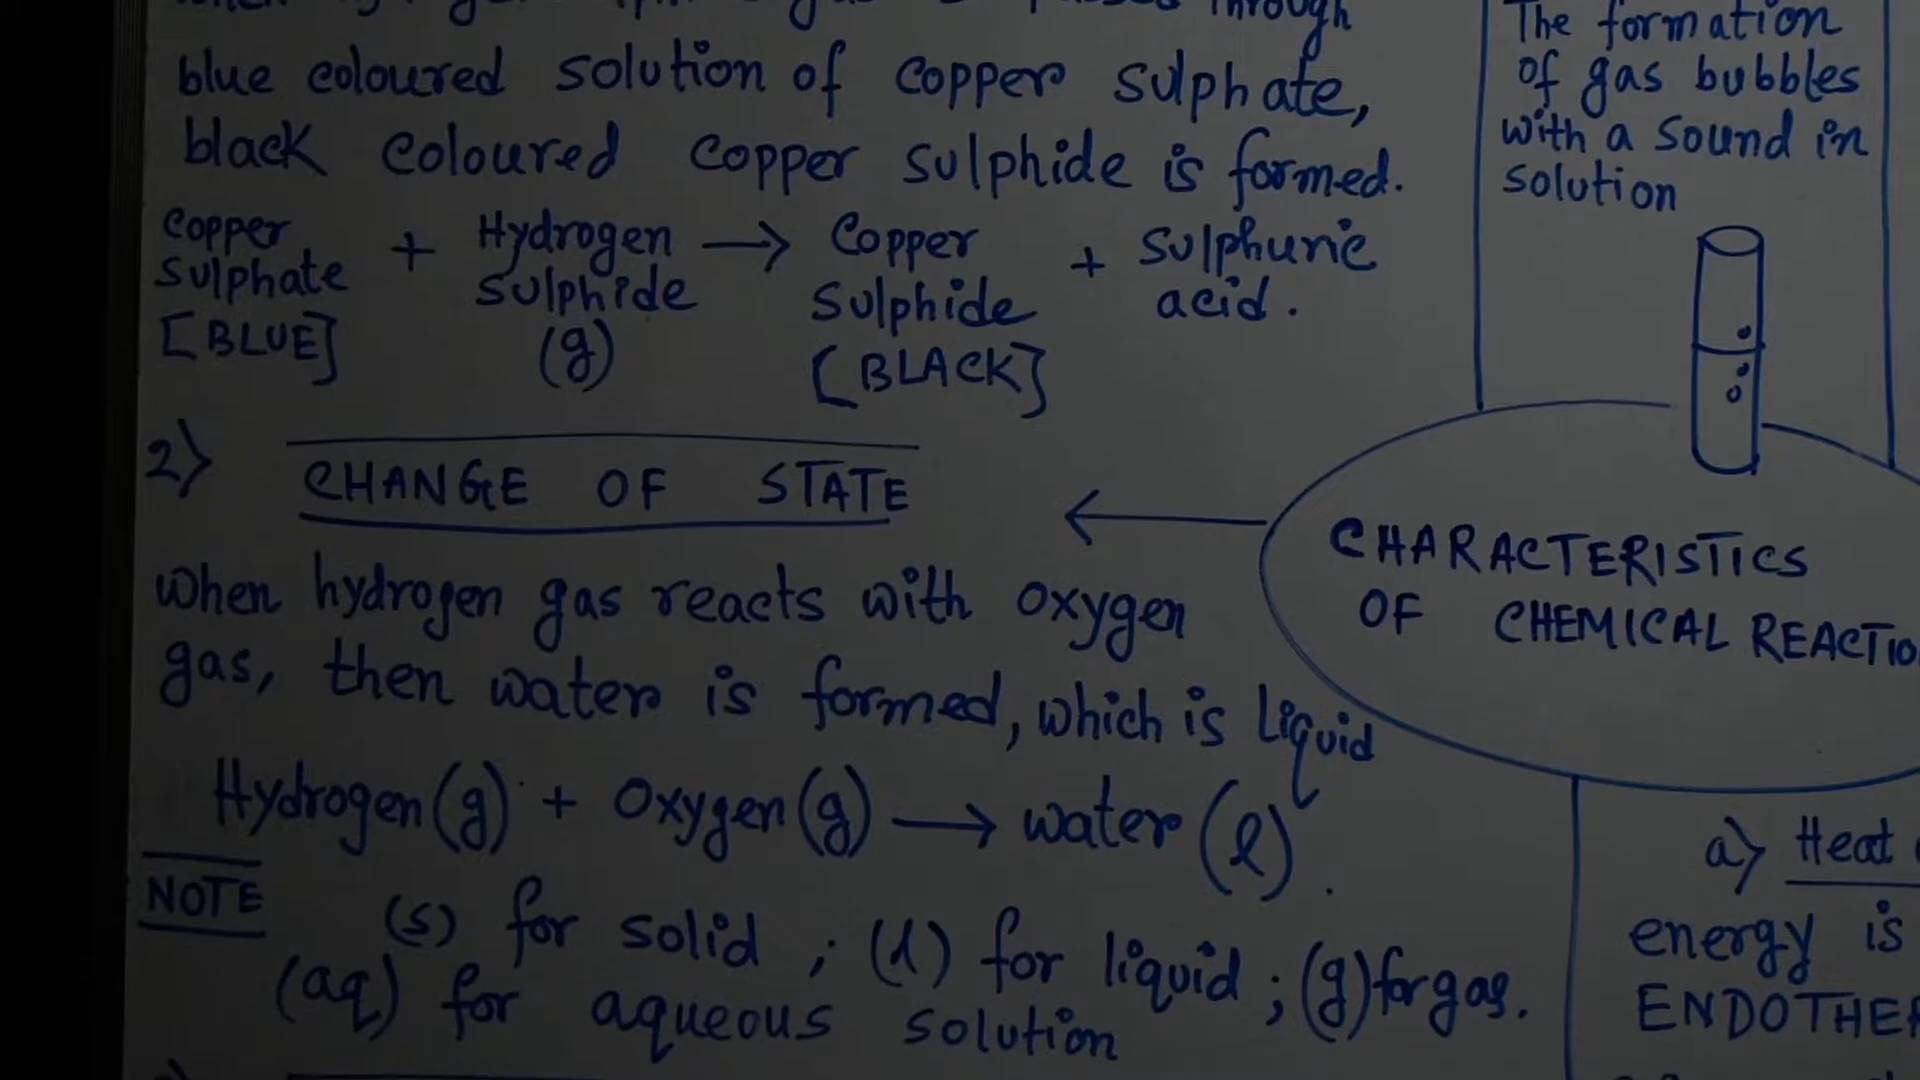 through
blue coloured solution of copper sulphate,
black coloured copper sulphide is formed.
Copper + Hydrogen → Copper + Sulphuric
Sulphate Sulphide Sulphide acid.
[BLUE] (g) [BLACK]
2) CHANGE OF STATE
When hydrogen gas reacts with oxygen
gas, then water is formed, which is liquid
Hydrogen(g) + Oxygen(g) → water (l).
NOTE
(s) for solid ; (l) for liquid ; (g) for gas.
(aq) for aqueous solution
The formation
of gas bubbles
with a sound in
solution
CHARACTERISTICS
OF CHEMICAL REACTIO
a) Heat
energy is
ENDOTHE